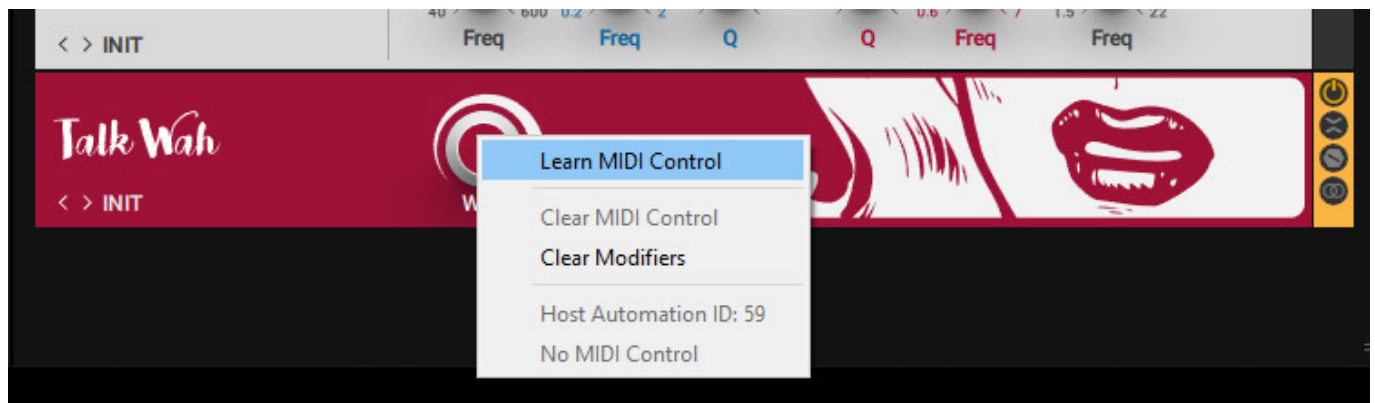 40 600 0.2 2 0.6 7 1.5 22
< > INIT Freq Freq Q Q Freq Freq
Talk Wah
< > INIT
Learn MIDI Control
Clear MIDI Control
Clear Modifiers
Host Automation ID: 59
No MIDI Control